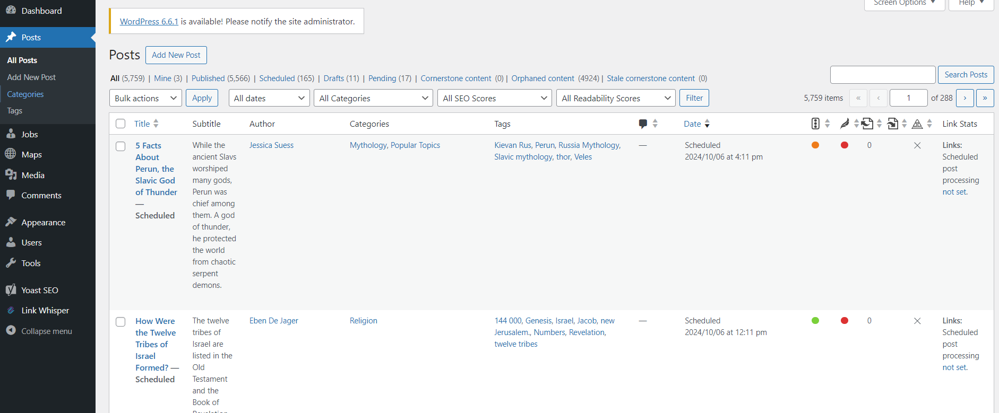 Dashboard
Posts
All Posts
Add New Post
Categories
Tags
Jobs
Maps
Media
Comments
Appearance
Users
Tools
Yoast SEO
Link Whisper
Collapse menu
Screen Options
Help
WordPress 6.6.1 is available! Please notify the site administrator.
Posts
Add New Post
All (5,759) | Mine (3) | Published (5,566) | Scheduled (165) | Drafts (11) | Pending (17) | Cornerstone content (0) | Orphaned content (4924) | Stale cornerstone content (0)
Search Posts
Bulk actions
Apply
All dates
All Categories
All SEO Scores
All Readability Scores
Filter
5,759 items « ‹ 1 of 288 › »
Title Subtitle Author Categories Tags Date Link Stats
5 Facts
About
Perun, the
Slavic God
of Thunder
—
Scheduled
While the
ancient Slavs
worshiped
many gods,
Perun was
chief among
them. A god
of thunder,
he protected
the world
from chaotic
serpent
demons.
Jessica Suess
Mythology, Popular Topics
Kievan Rus, Perun, Russia Mythology,
Slavic mythology, thor, Veles
—
Scheduled
2024/10/06 at 4:11 pm
0
Links:
Scheduled
post
processing
not set.
How Were
the Twelve
Tribes of
Israel
Formed? —
Scheduled
The twelve
tribes of
Israel are
listed in the
Old
Testament
and the
Book of
Eben De Jager
Religion
144 000, Genesis, Israel, Jacob, new
Jerusalem., Numbers, Revelation,
twelve tribes
—
Scheduled
2024/10/06 at 12:11 pm
0
Links:
Scheduled
post
processing
not set.